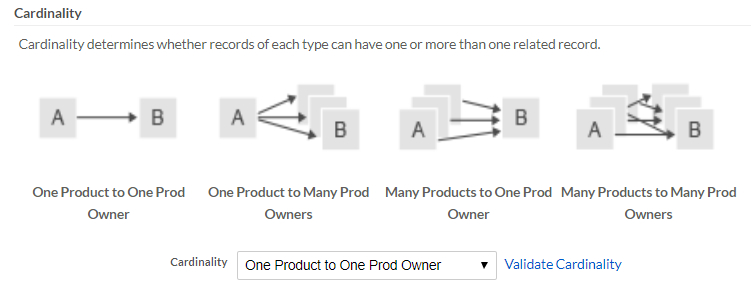 Cardinality
Cardinality determines whether records of each type can have one or more than one related record.
A B A B A B A B
One Product to One Prod Owner
One Product to Many Prod Owners
Many Products to One Prod Owner
Many Products to Many Prod Owners
Cardinality One Product to One Prod Owner Validate Cardinality